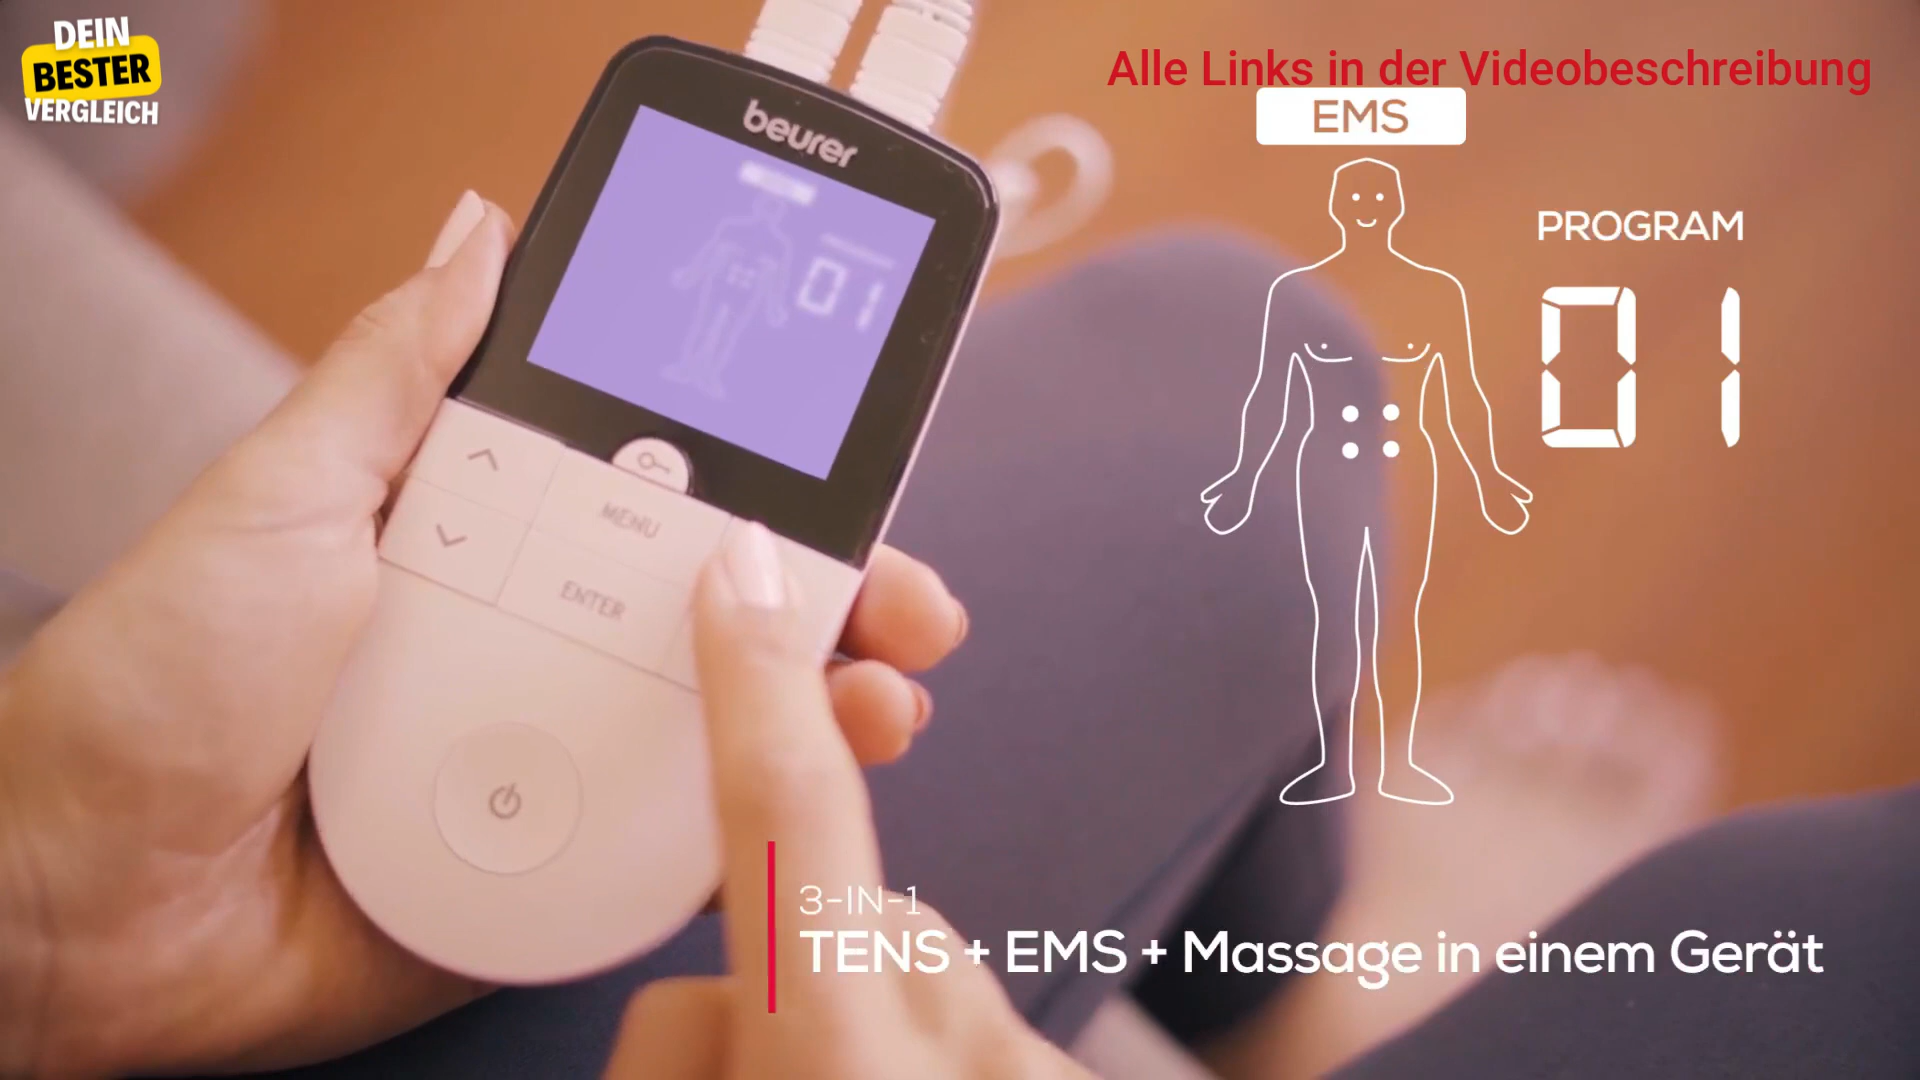 DEIN
BESTER
VERGLEICH
Alle Links in der Videobeschreibung
EMS
PROGRAM
01
beurer
01
MENU
ENTER
3-IN-1
TENS + EMS + Massage in einem Gerät